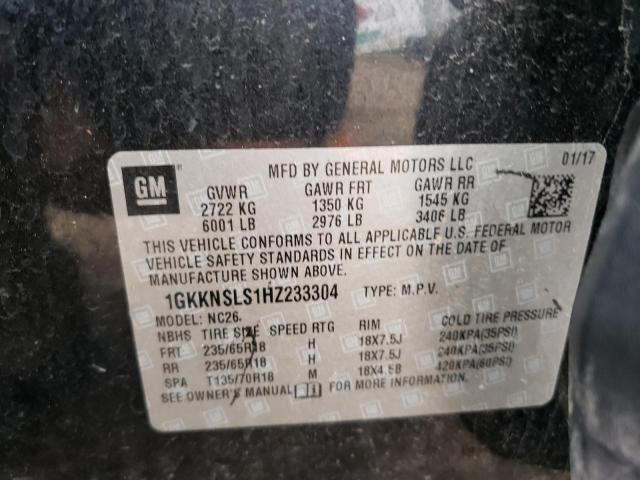 GM
MFD BY GENERAL MOTORS LLC 01/17
GVWR GAWR FRT GAWR RR
2722 KG 1350 KG 1545 KG
6001 LB 2976 LB 3406 LB
THIS VEHICLE CONFORMS TO ALL APPLICABLE U.S. FEDERAL MOTOR
VEHICLE SAFETY STANDARDS IN EFFECT ON THE DATE OF
MANUFACTURE SHOWN ABOVE.
1GKKNSLS1HZ233304 TYPE: M.P.V.
MODEL: NC26.
NBHS TIRE SIZE SPEED RTG RIM COLD TIRE PRESSURE
FRT 235/65R18 H 18X7.5J 240KPA(35PSI)
RR 235/65R18 H 18X7.5J 240KPA(35PSI)
SPA T135/70R18 M 18X4.5B 420KPA(60PSI)
SEE OWNER'S MANUAL FOR MORE INFORMATION.